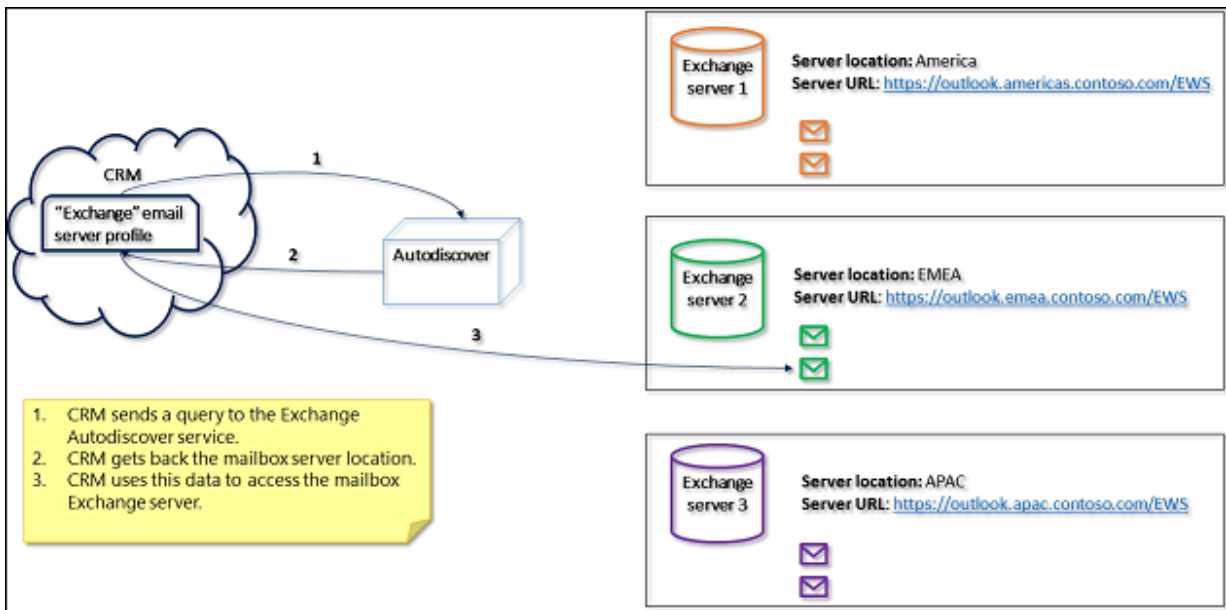 CRM
"Exchange" email
server profile
1
2
3
Autodiscover
Exchange
server 1
Server location: America
Server URL: https://outlook.americas.contoso.com/EWS
Exchange
server 2
Server location: EMEA
Server URL: https://outlook.emea.contoso.com/EWS
Exchange
server 3
Server location: APAC
Server URL: https://outlook.apac.contoso.com/EWS
1. CRM sends a query to the Exchange
Autodiscover service.
2. CRM gets back the mailbox server location.
3. CRM uses this data to access the mailbox
Exchange server.